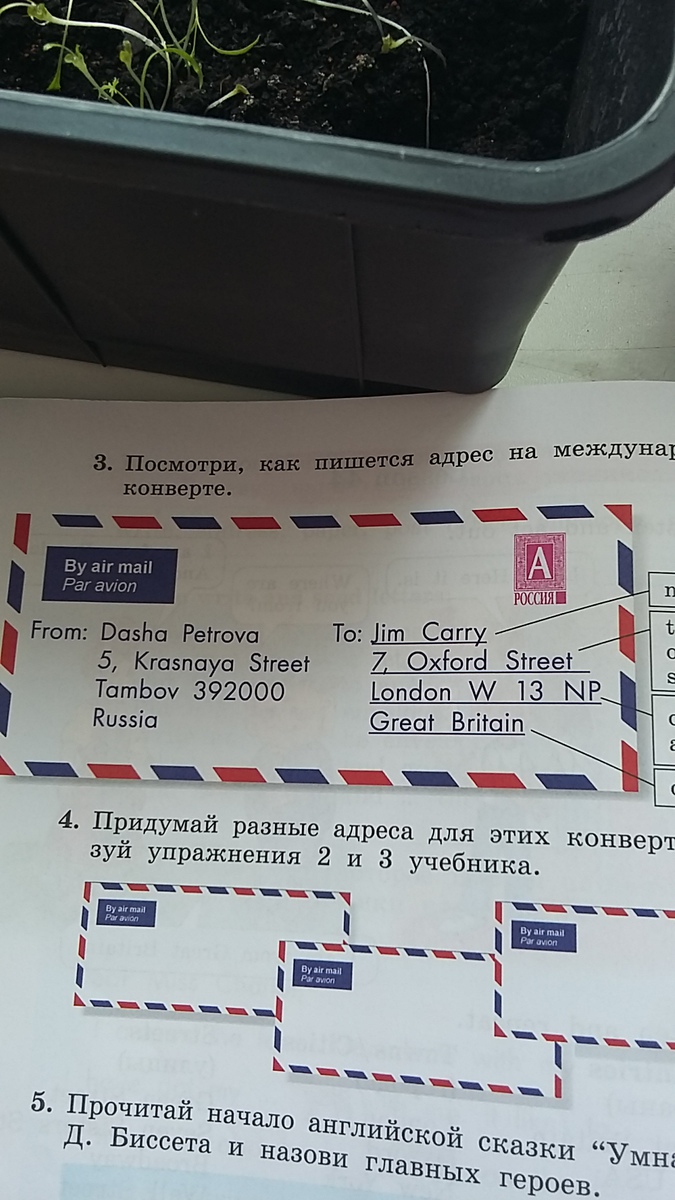 3. Посмотри, как пишется адрес на
конверте.
By air mail
Par avion
A
РОССИЯ
From: Dasha Petrova
5, Krasnaya Street
Tambov 392000
Russia
To: Jim Carry
7, Oxford Street
London W 13 NP
Great Britain
4. Придумай разные адреса для этих
зуй упражнения 2 и 3 учебника.
By air mail
Par avion
By air mail
Par avion
By air mail
Par avion
5. Прочитай начало английской сказки
Д. Биссета и назови главных героев.